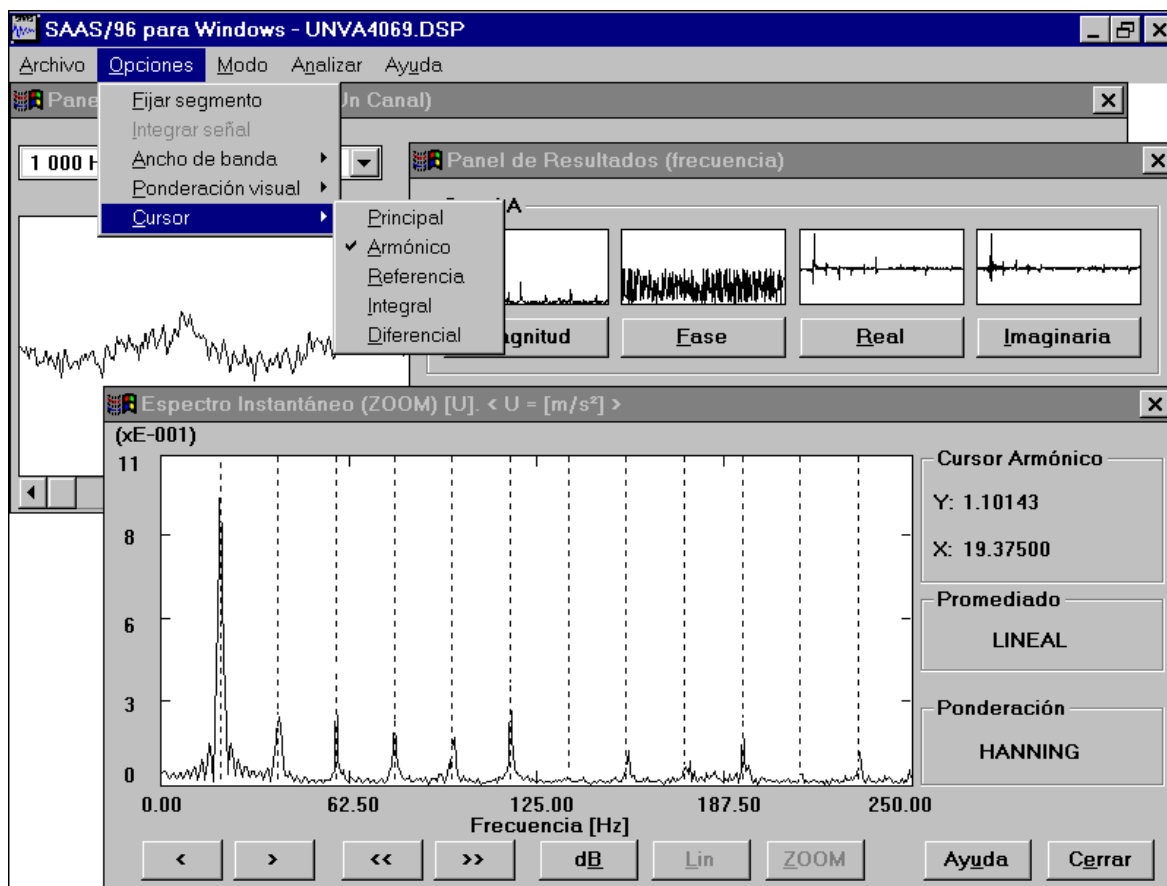 SAAS/96 para Windows - UNVA4069.DSP
Archivo Opciones Modo Analizar Ayuda
Pane
Un Canal)
Fijar segmento
Integrar señal
Ancho de banda
Ponderación visual
Cursor
Principal
Armónico
Referencia
Integral
Diferencial
1 000 H
Panel de Resultados (frecuencia)
A
agnitud Fase Real Imaginaria
Espectro Instantáneo (ZOOM) [U]. < U = [m/s²] >
(xE-001)
11
8
6
3
0
0.00 62.50 125.00 187.50 250.00
Frecuencia [Hz]
Cursor Armónico
Y: 1.10143
X: 19.37500
Promediado
LINEAL
Ponderación
HANNING
< > << >> dB Lin ZOOM Ayuda Cerrar